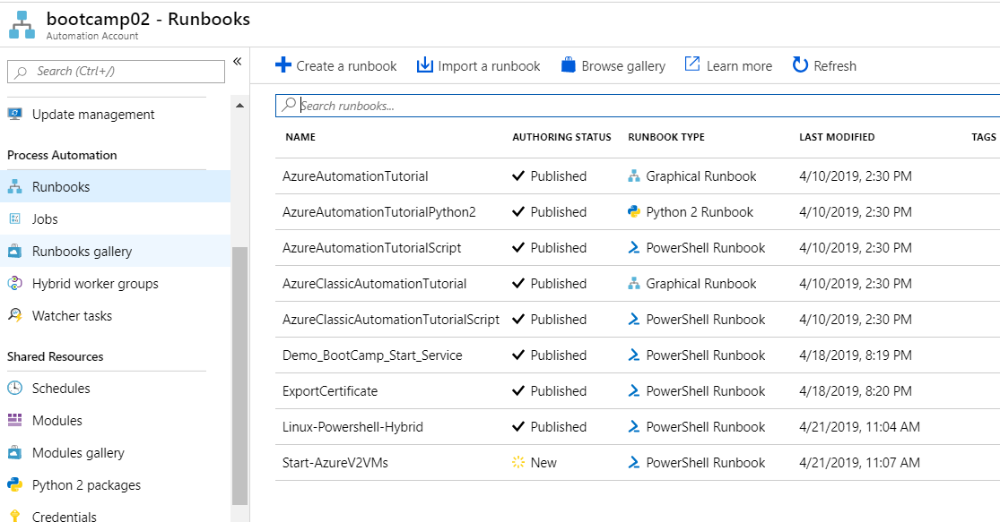 bootcamp02 - Runbooks
Automation Account
Search (Ctrl+/)
«
Update management
Process Automation
Runbooks
Jobs
Runbooks gallery
Hybrid worker groups
Watcher tasks
Shared Resources
Schedules
Modules
Modules gallery
Python 2 packages
Credentials
Create a runbook Import a runbook Browse gallery Learn more Refresh
Search runbooks...
NAME AUTHORING STATUS RUNBOOK TYPE LAST MODIFIED TAGS
AzureAutomationTutorial Published Graphical Runbook 4/10/2019, 2:30 PM
AzureAutomationTutorialPython2 Published Python 2 Runbook 4/10/2019, 2:30 PM
AzureAutomationTutorialScript Published PowerShell Runbook 4/10/2019, 2:30 PM
AzureClassicAutomationTutorial Published Graphical Runbook 4/10/2019, 2:30 PM
AzureClassicAutomationTutorialScript Published PowerShell Runbook 4/10/2019, 2:30 PM
Demo_BootCamp_Start_Service Published PowerShell Runbook 4/18/2019, 8:19 PM
ExportCertificate Published PowerShell Runbook 4/18/2019, 8:20 PM
Linux-Powershell-Hybrid Published PowerShell Runbook 4/21/2019, 11:04 AM
Start-AzureV2VMs New PowerShell Runbook 4/21/2019, 11:07 AM